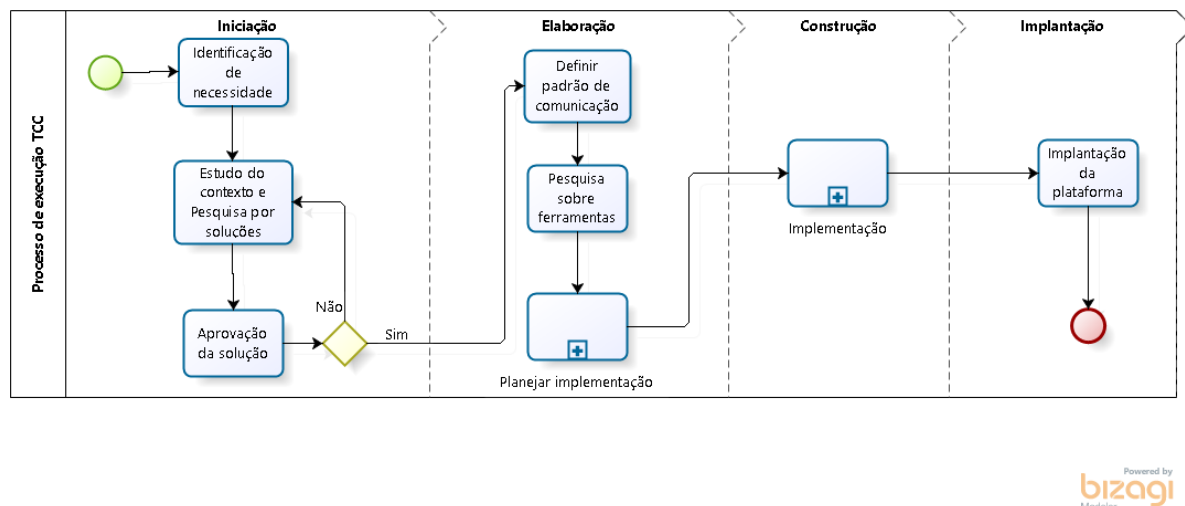 Processo de execução TCC
Iniciação
Elaboração
Construção
Implantação
Identificação
de
necessidade
Estudo do
contexto e
Pesquisa por
soluções
Aprovação
da solução
Não
Sim
Definir
padrão de
comunicação
Pesquisa
sobre
ferramentas
Planejar implementação
Implementação
Implantação
da
plataforma
Powered by
bizagi
Modeler